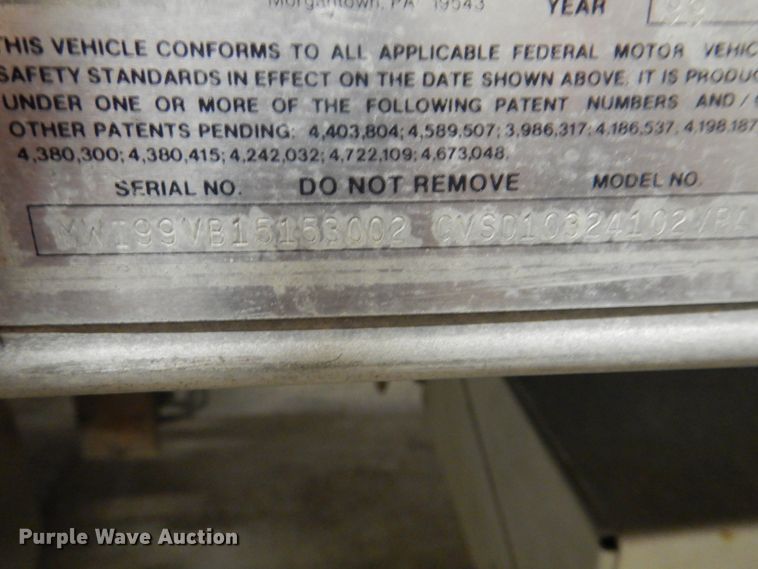 Morgantown, PA 19543
YEAR 99
THIS VEHICLE CONFORMS TO ALL APPLICABLE FEDERAL MOTOR VEHIC
SAFETY STANDARDS IN EFFECT ON THE DATE SHOWN ABOVE. IT IS PRODUC
UNDER ONE OR MORE OF THE FOLLOWING PATENT NUMBERS AND/
OTHER PATENTS PENDING: 4,403,804; 4,589,507; 3,986,317; 4,186,537. 4,198,187
4,380,300; 4,380,415; 4,242,032; 4,722,109; 4,673,048.
SERIAL NO. DO NOT REMOVE MODEL NO.
MWI99VB15153002 CVS010324102/RA
Purple Wave Auction